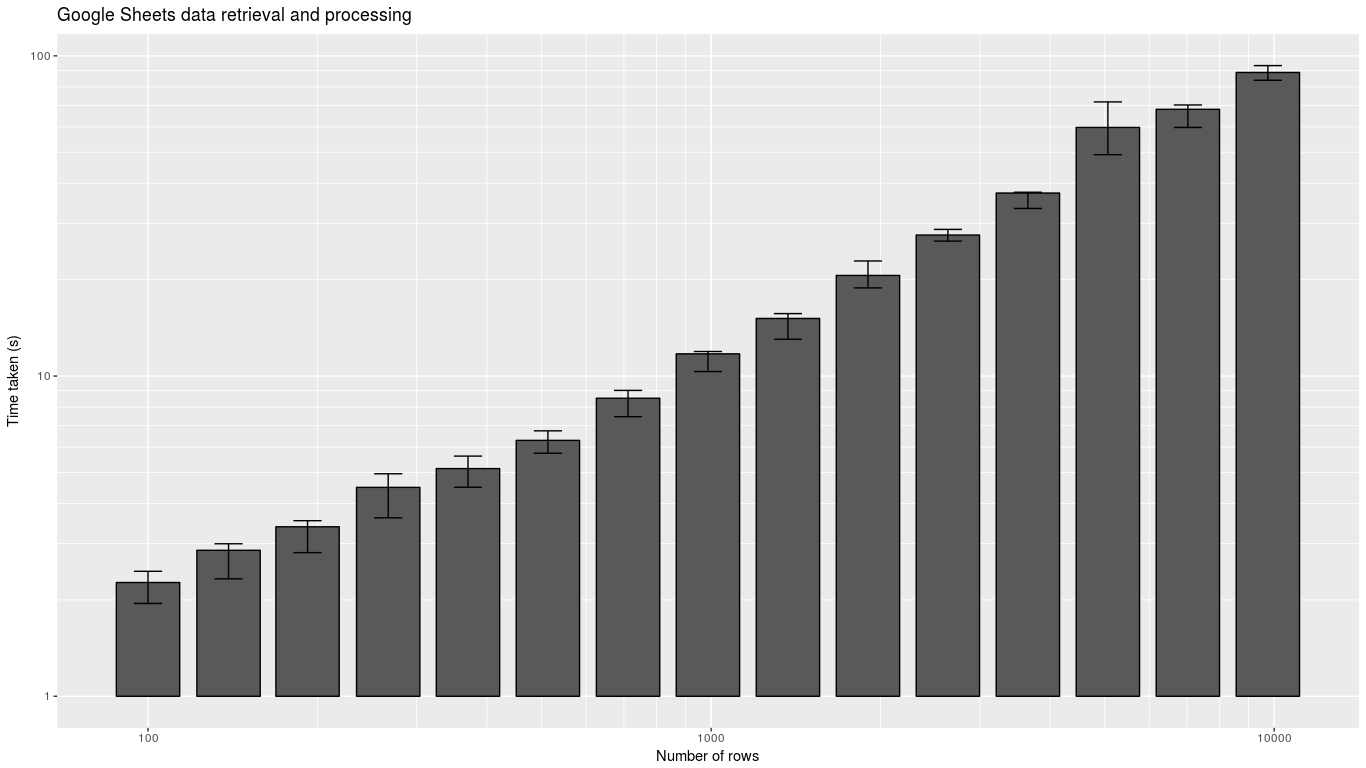 Google Sheets data retrieval and processing
100
10
1
Time taken (s)
100
1000
10000
Number of rows